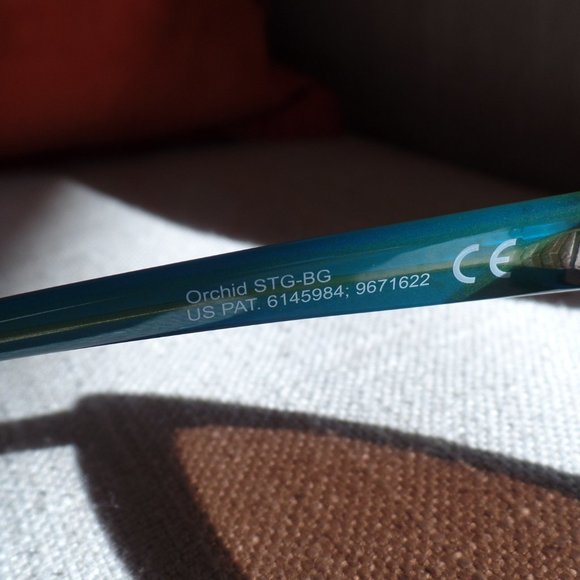 Orchid STG-BG
US PAT. 6145984; 9671622
CE